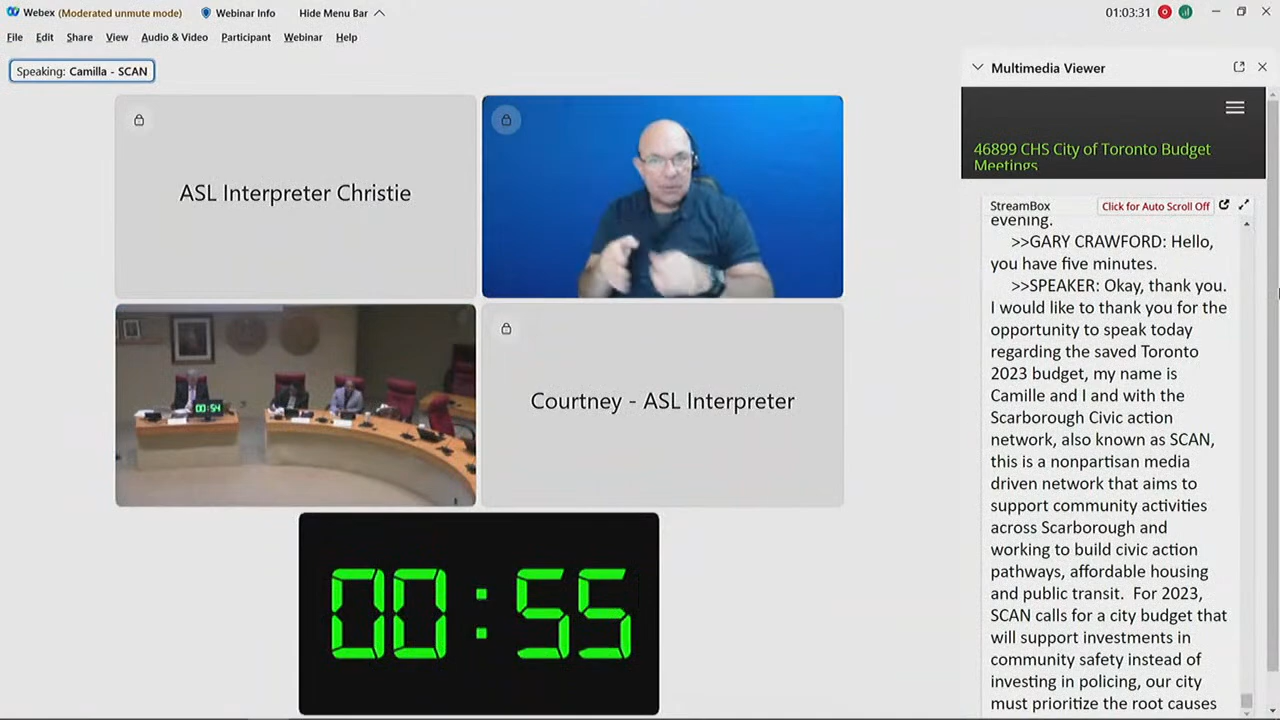 Webex (Moderated unmute mode) Webinar Info Hide Menu Bar 01:03:31
File Edit Share View Audio & Video Participant Webinar Help
Speaking: Camilla - SCAN
ASL Interpreter Christie
00:54
Courtney - ASL Interpreter
00:55
Multimedia Viewer
46899 CHS City of Toronto Budget
Meetings
StreamBox Click for Auto Scroll Off
evening.
>>GARY CRAWFORD: Hello,
you have five minutes.
>>SPEAKER: Okay, thank you.
I would like to thank you for the
opportunity to speak today
regarding the saved Toronto
2023 budget, my name is
Camille and I and with the
Scarborough Civic action
network, also known as SCAN,
this is a nonpartisan media
driven network that aims to
support community activities
across Scarborough and
working to build civic action
pathways, affordable housing
and public transit. For 2023,
SCAN calls for a city budget that
will support investments in
community safety instead of
investing in policing, our city
must prioritize the root causes